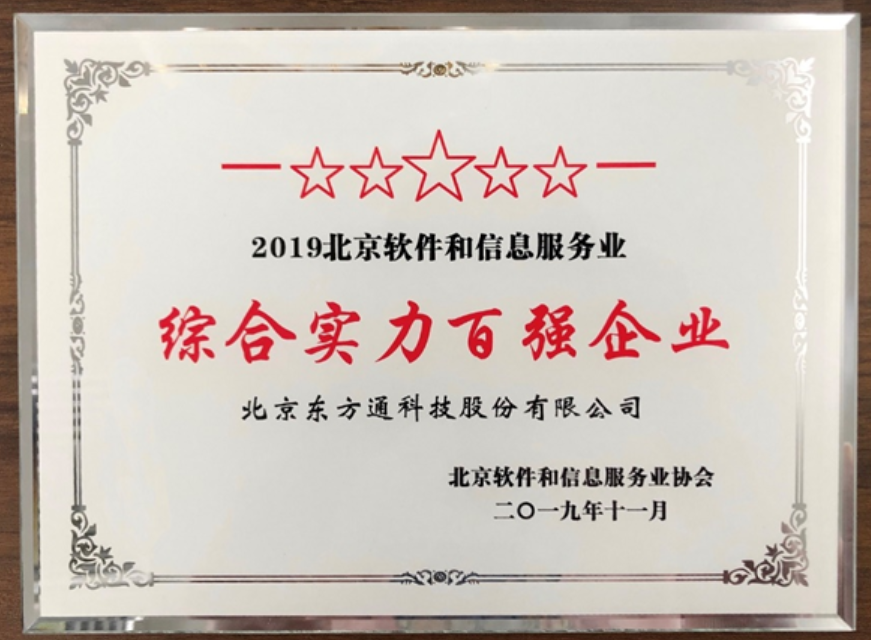 2019北京软件和信息服务业
综合实力百强企业
北京东方通科技股份有限公司
北京软件和信息服务业协会
二〇一九年十一月